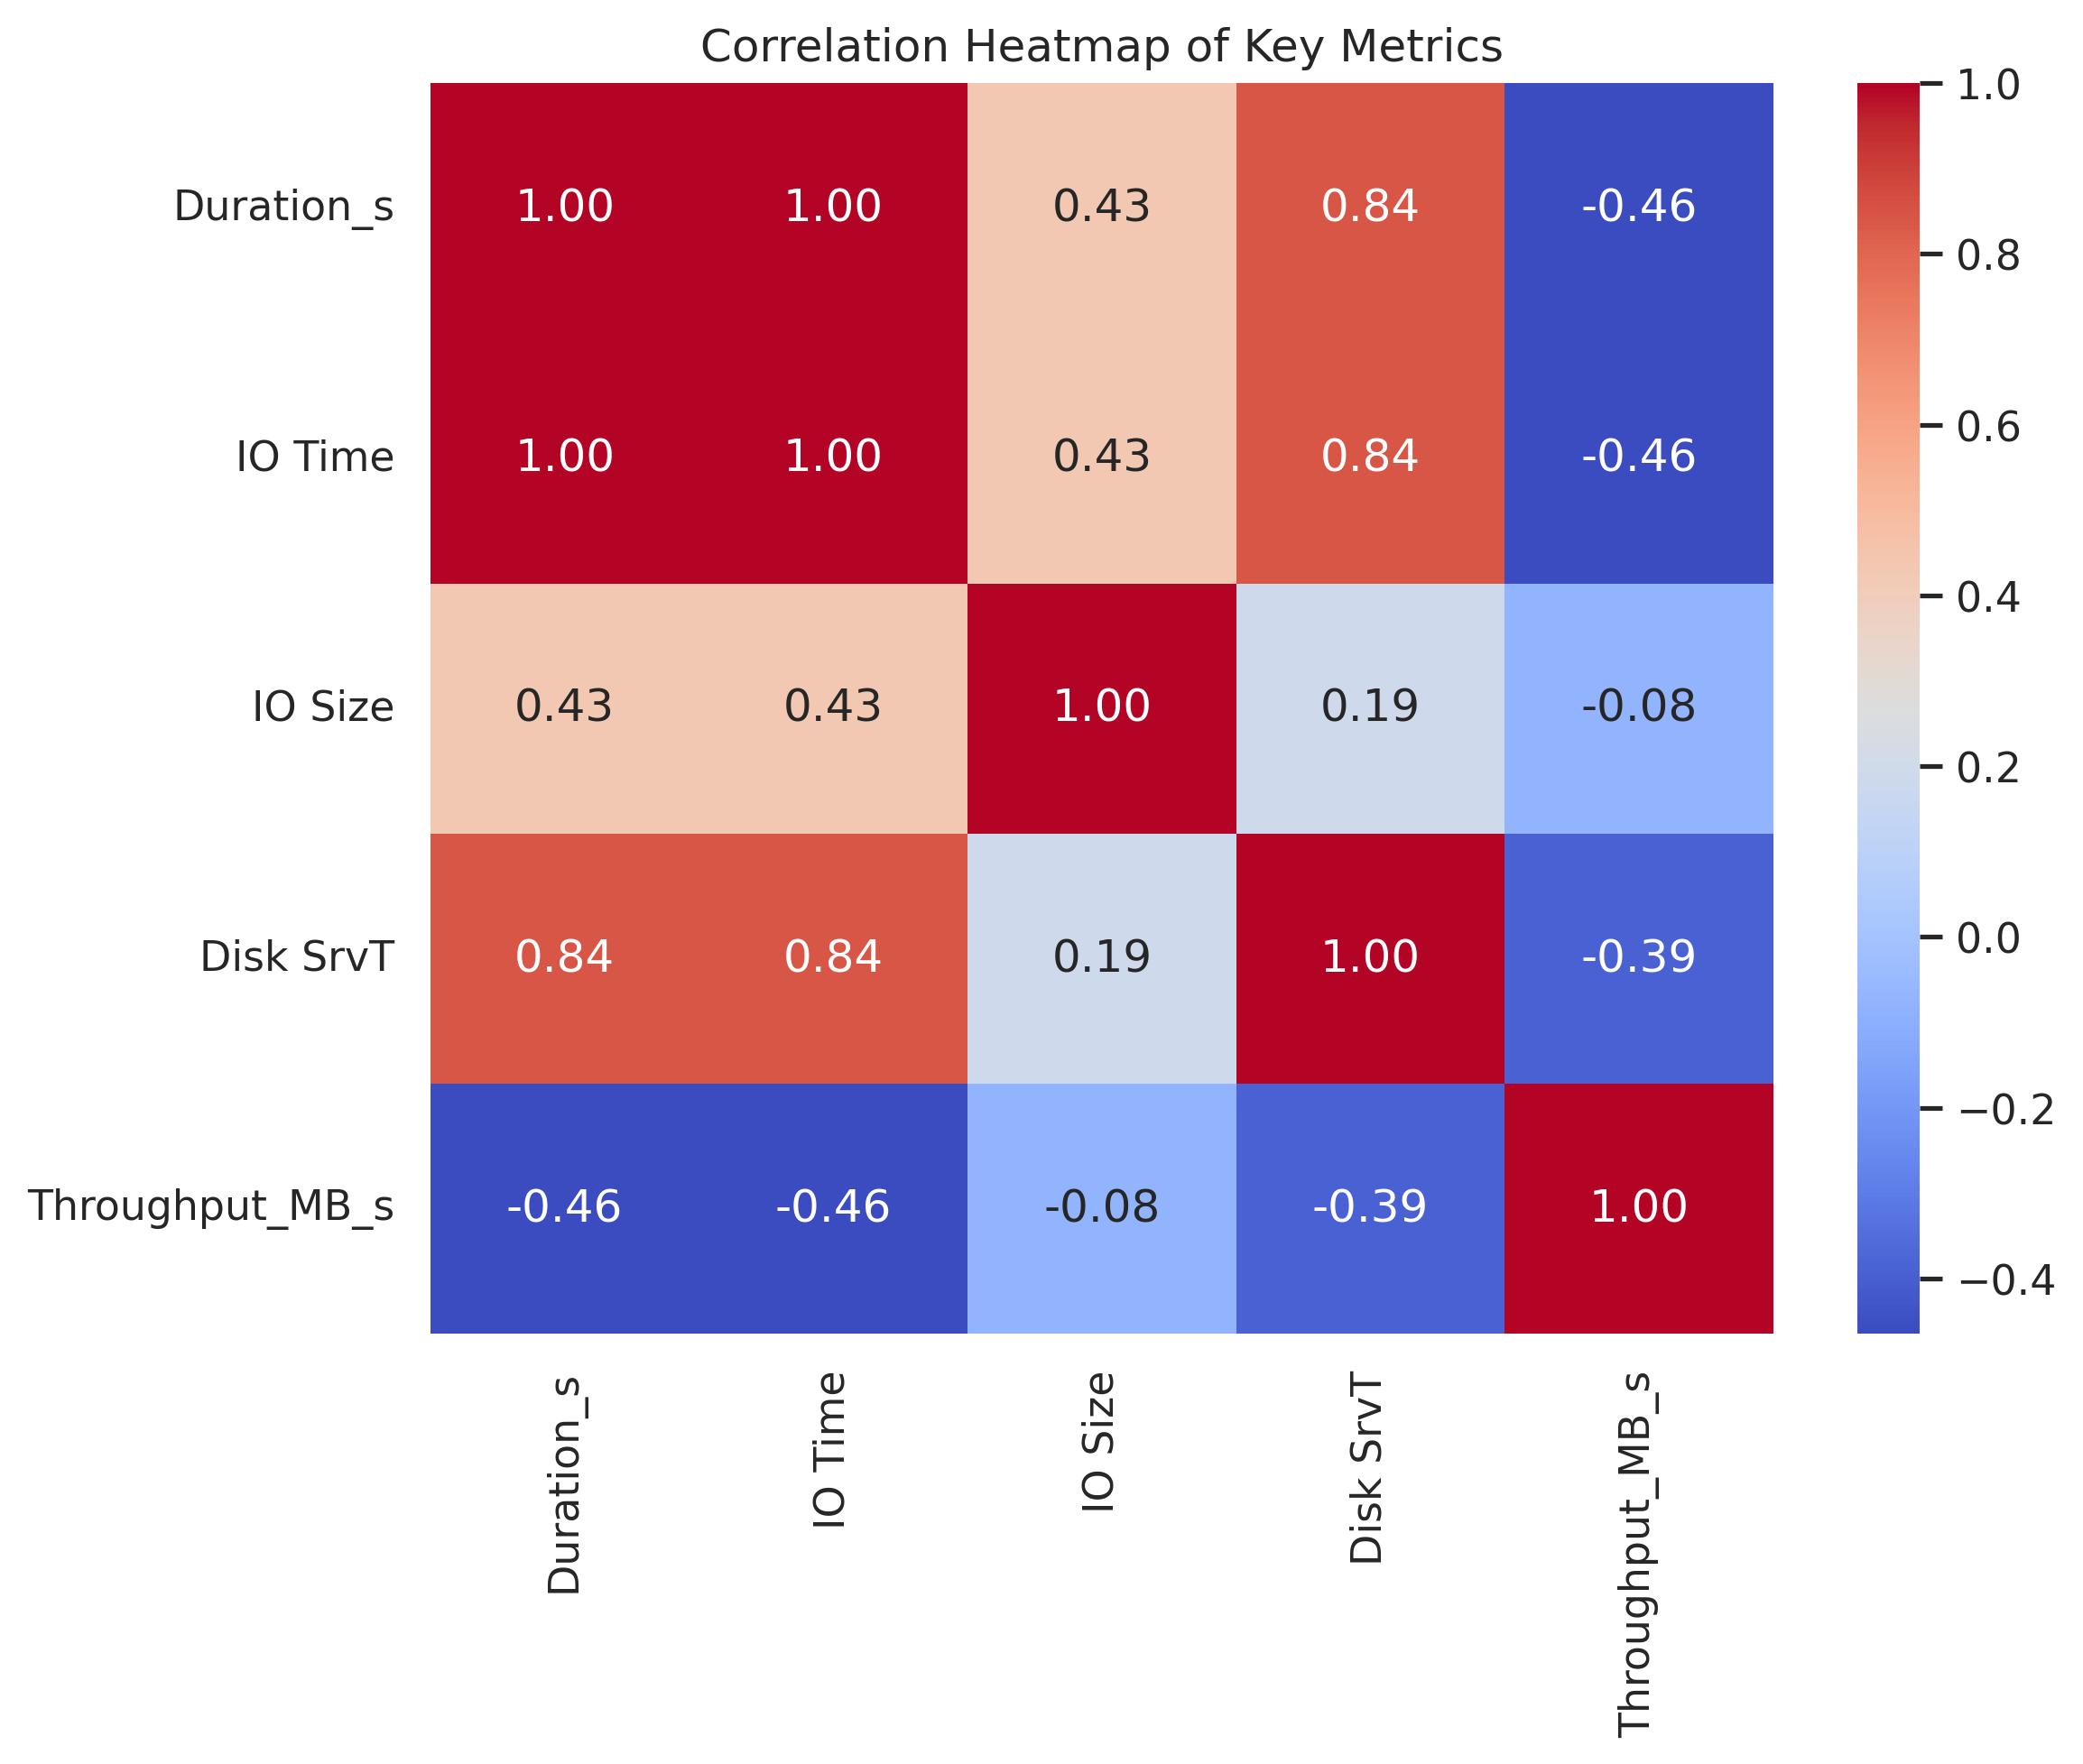 Correlation Heatmap of Key Metrics
Duration_s 1.00 1.00 0.43 0.84 -0.46
IO Time 1.00 1.00 0.43 0.84 -0.46
IO Size 0.43 0.43 1.00 0.19 -0.08
Disk SrvT 0.84 0.84 0.19 1.00 -0.39
Throughput_MB_s -0.46 -0.46 -0.08 -0.39 1.00
Duration_s
IO Time
IO Size
Disk SrvT
Throughput_MB_s
1.0
0.8
0.6
0.4
0.2
0.0
−0.2
−0.4